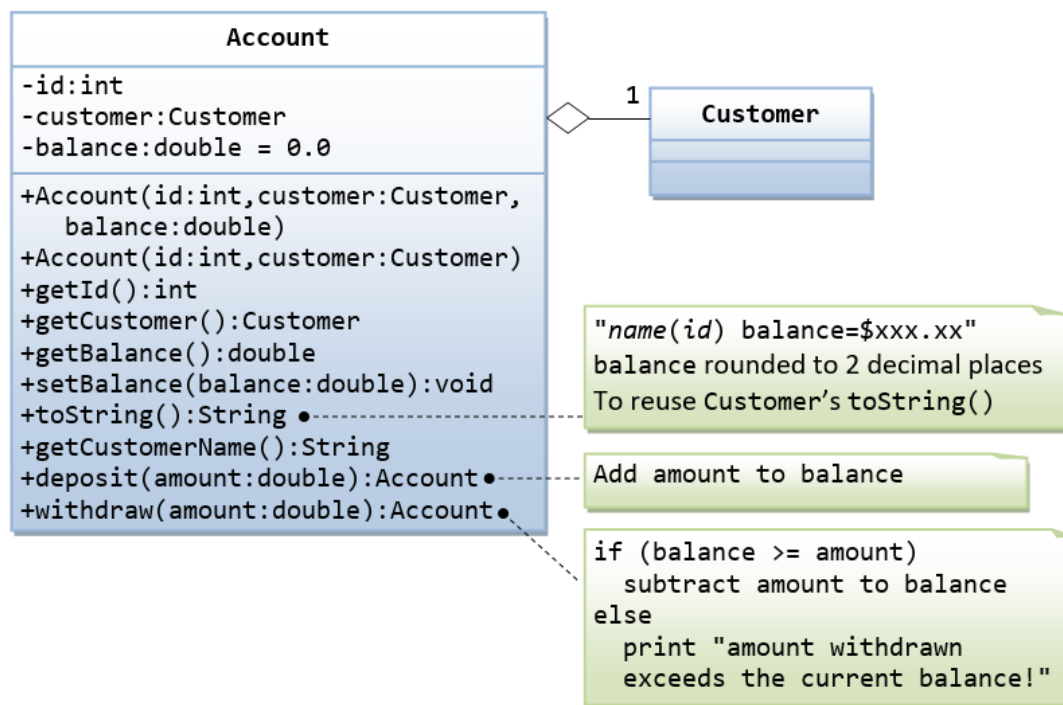 Account
-id:int
-customer:Customer
-balance:double = 0.0
+Account(id:int,customer:Customer,
balance:double)
+Account(id:int,customer:Customer)
+getId():int
+getCustomer():Customer
+getBalance():double
+setBalance(balance:double):void
+toString():String
+getCustomerName():String
+deposit(amount:double):Account
+withdraw(amount:double):Account
1
Customer
"name(id) balance=$xxx.xx"
balance rounded to 2 decimal places
To reuse Customer’s toString()
Add amount to balance
if (balance >= amount)
subtract amount to balance
else
print "amount withdrawn
exceeds the current balance!"